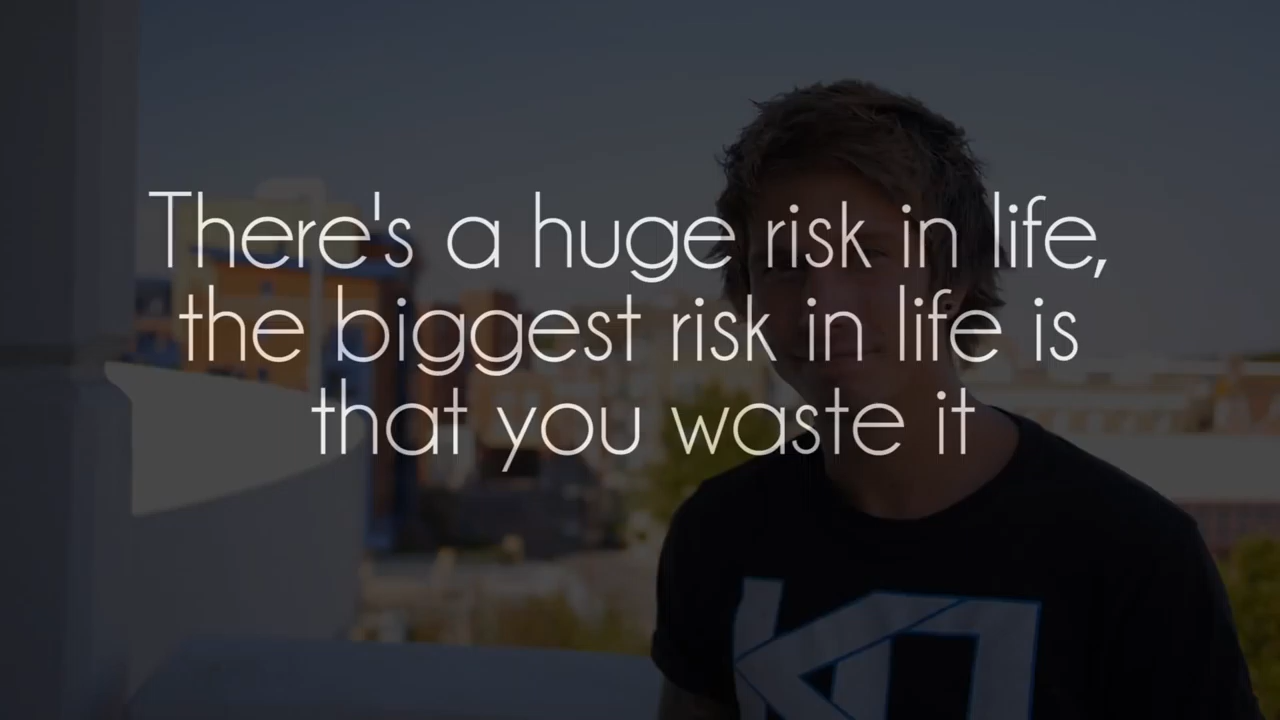 There's a huge risk in life,
the biggest risk in life is
that you waste it